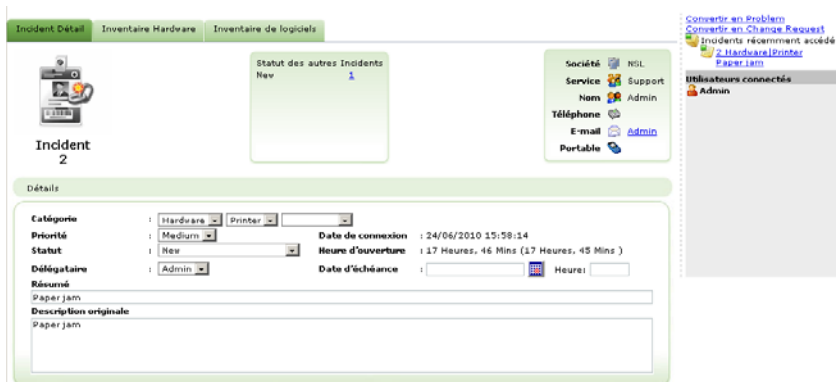 Incident Détail Inventaire Hardware Inventaire de logiciels
Incident
2
Statut des autres Incidents
New 1
Société NSL
Service Support
Nom Admin
Téléphone
E-mail Admin
Portable
Détails
Catégorie : Hardware Printer
Priorité : Medium Date de connexion : 24/06/2010 15:58:14
Statut : New Heure d'ouverture : 17 Heures, 46 Mins (17 Heures, 45 Mins )
Délégataire : Admin Date d'échéance : Heure:
Résumé
Paper jam
Description originale
Paper jam
Convertir en Problem
Convertir en Change Request
Incidents récemment accédé
2 Hardware|Printer
Paper jam
Utilisateurs connectés
Admin